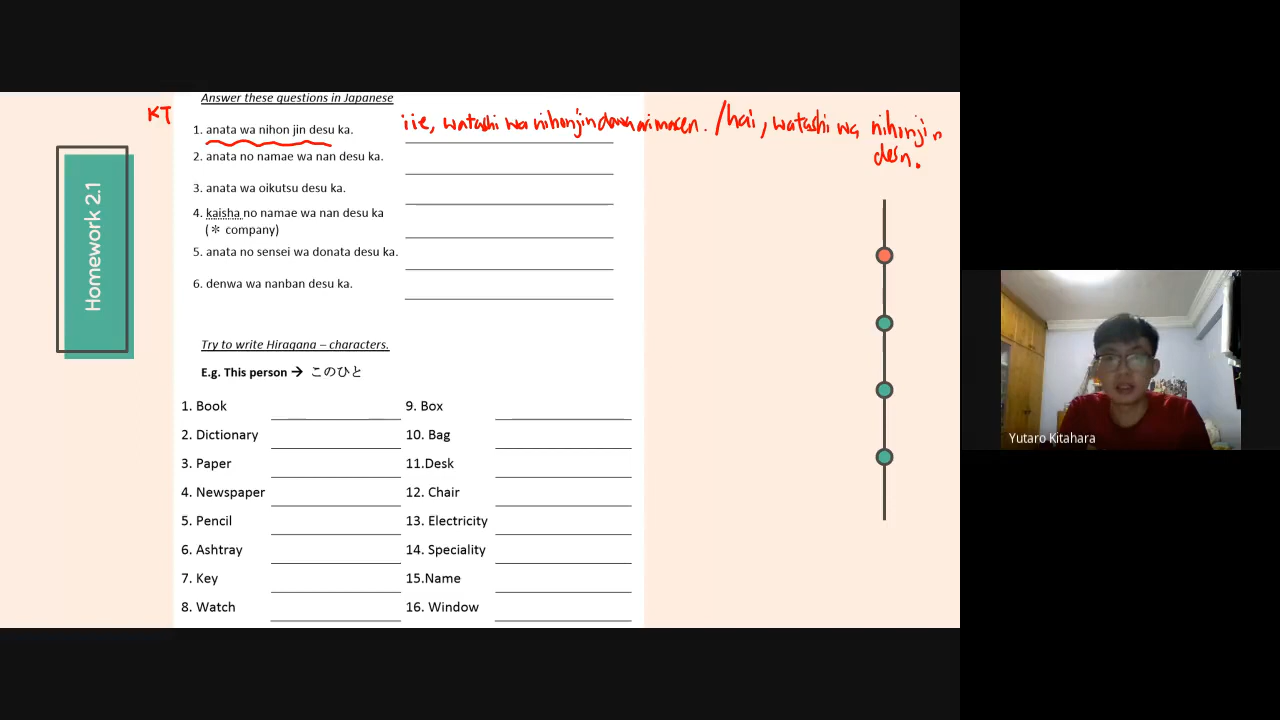 Answer these questions in Japanese
KT
1. anata wa nihon jin desu ka.
iie, watashi wa nihonjin dewa arimasen. / hai, watashi wa nihonjin
desu.
2. anata no namae wa nan desu ka.
3. anata wa oikutsu desu ka.
4. kaisha no namae wa nan desu ka
(＊ company)
5. anata no sensei wa donata desu ka.
6. denwa wa nanban desu ka.
Homework 2.1
Try to write Hiragana – characters.
E.g. This person → このひと
1. Book
2. Dictionary
3. Paper
4. Newspaper
5. Pencil
6. Ashtray
7. Key
8. Watch
9. Box
10. Bag
11.Desk
12. Chair
13. Electricity
14. Speciality
15.Name
16. Window
Yutaro Kitahara